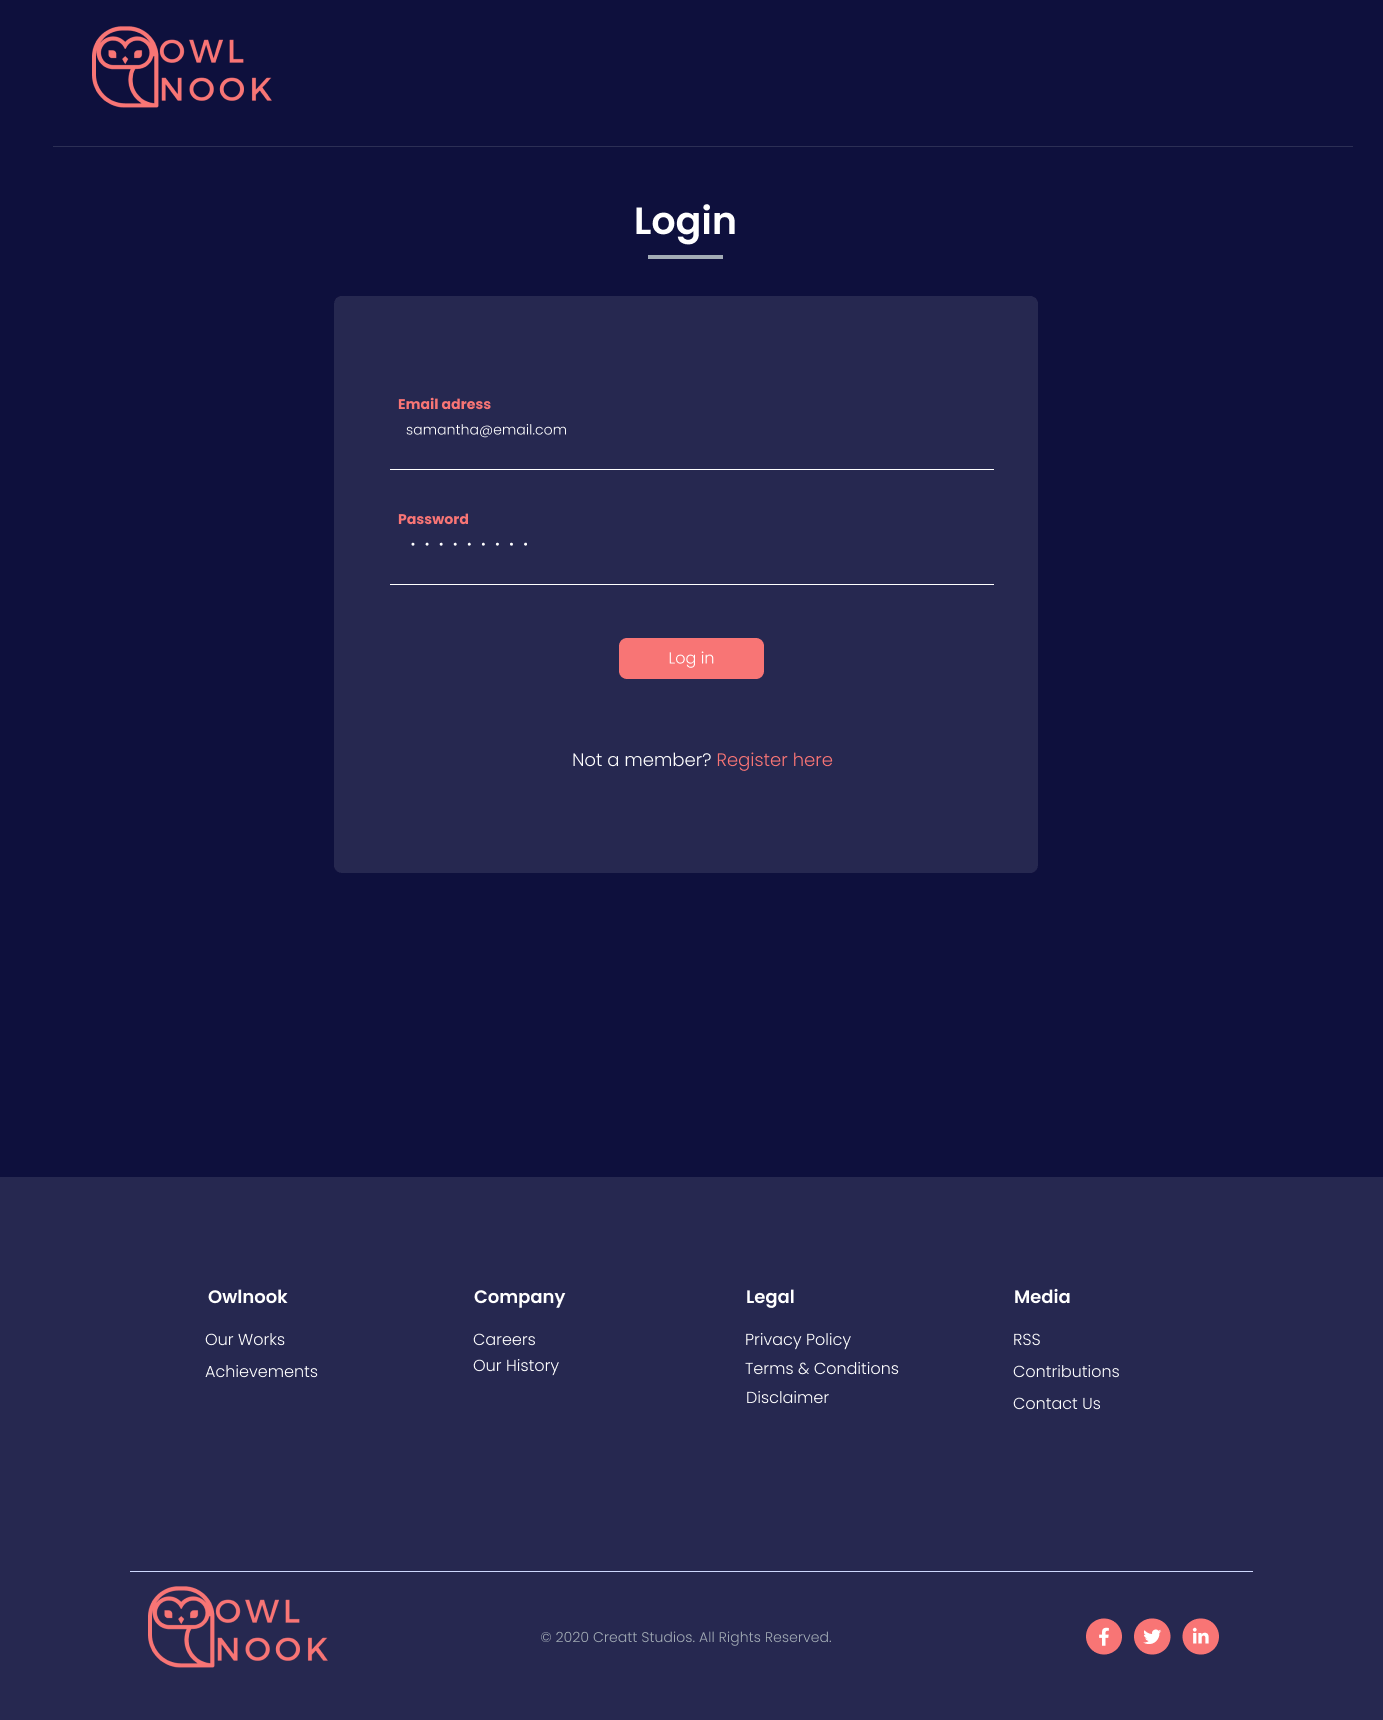 OWL
NOOK
Login
Email adress
samantha@email.com
Password
• • • • • • • • •
Log in
Not a member? Register here
Owlnook
Our Works
Achievements
Company
Careers
Our History
Legal
Privacy Policy
Terms & Conditions
Disclaimer
Media
RSS
Contributions
Contact Us
OWL
NOOK
© 2020 Creatt Studios. All Rights Reserved.